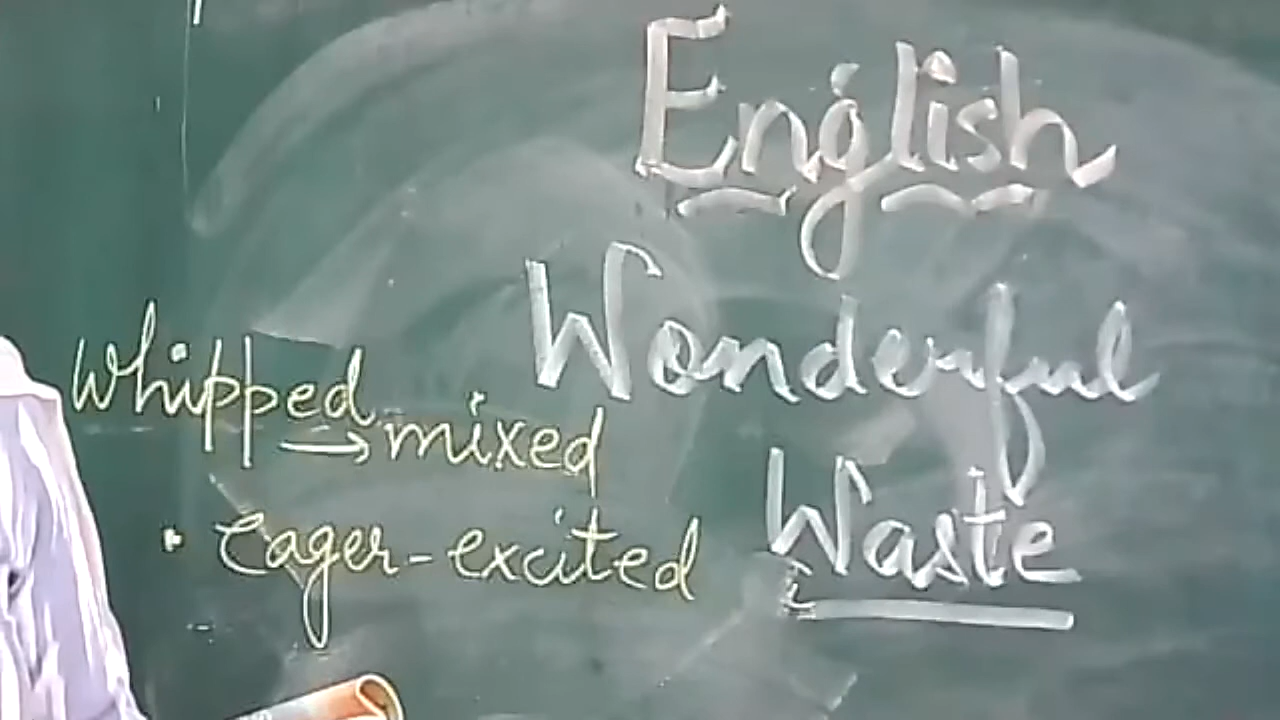 English
Wonderful
Waste
Whipped → mixed
• Eager - excited